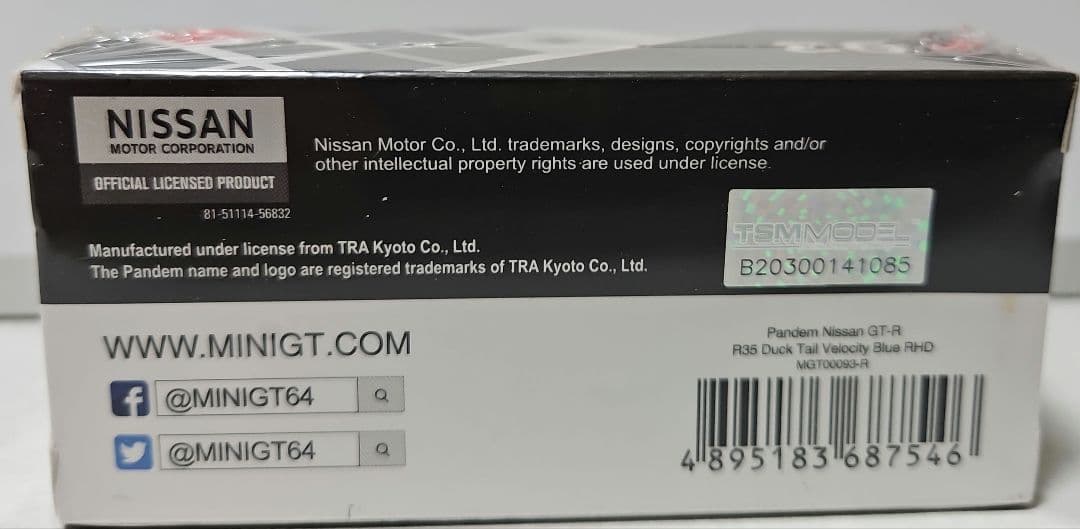 NISSAN
MOTOR CORPORATION
OFFICIAL LICENSED PRODUCT
81-51114-56832
Nissan Motor Co., Ltd. trademarks, designs, copyrights and/or
other intellectual property rights are used under license.
Manufactured under license from TRA Kyoto Co., Ltd.
The Pandem name and logo are registered trademarks of TRA Kyoto Co., Ltd.
TSMMODEL
B20300141085
WWW.MINIGT.COM
@MINIGT64
@MINIGT64
Pandem Nissan GT-R
R35 Duck Tail Velocity Blue RHD
MGT00093-R
4 895183 687546